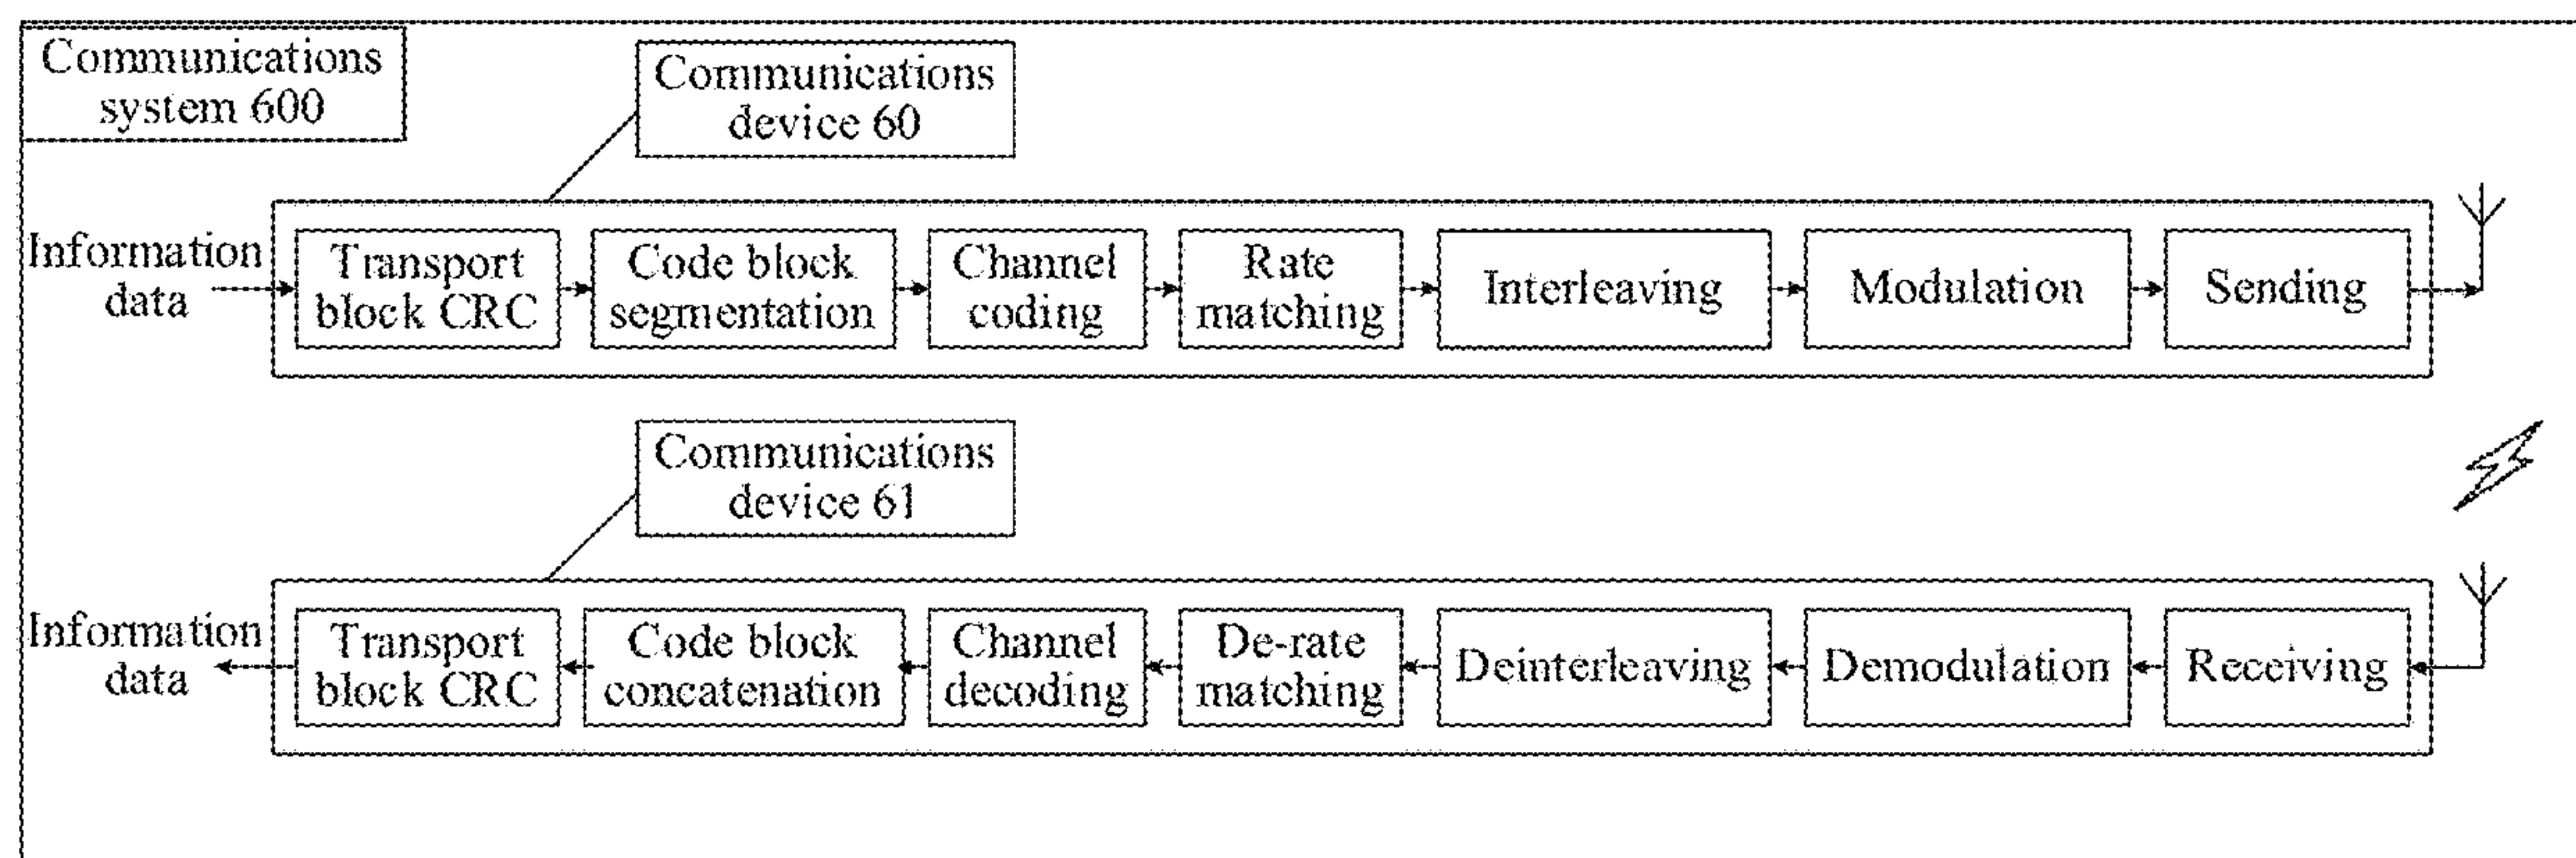 Communications
system 600
Communications
device 60
Information
data
Transport
block CRC
Code block
segmentation
Channel
coding
Rate
matching
Interleaving
Modulation
Sending
Communications
device 61
Information
data
Transport
block CRC
Code block
concatenation
Channel
decoding
De-rate
matching
Deinterleaving
Demodulation
Receiving